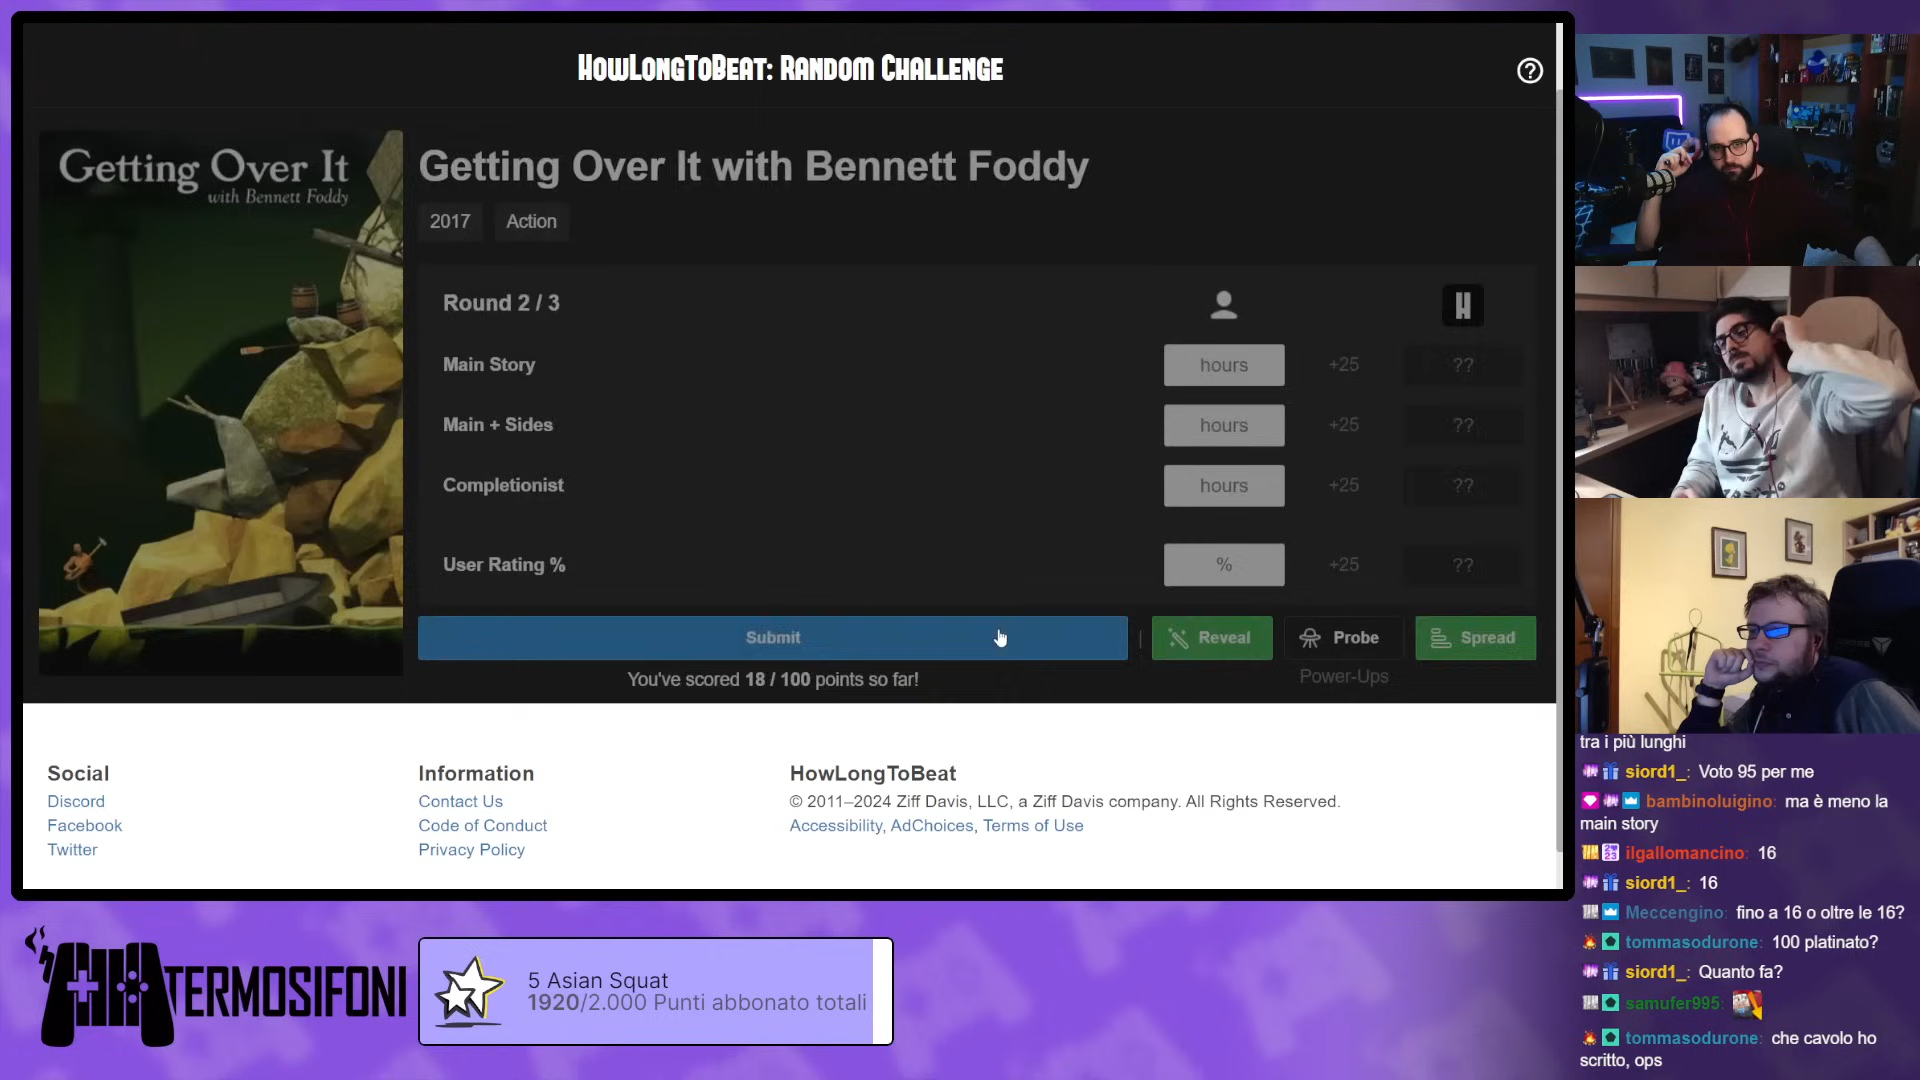 HowLongToBeat: Random Challenge
Getting Over It
with Bennett Foddy
Getting Over It with Bennett Foddy
2017
Action
Round 2 / 3
H
Main Story
hours
+25
??
Main + Sides
hours
+25
??
Completionist
hours
+25
??
User Rating %
%
+25
??
Submit
|
Reveal
Probe
Spread
You've scored 18 / 100 points so far!
Power-Ups
Social
Discord
Facebook
Twitter
Information
Contact Us
Code of Conduct
Privacy Policy
HowLongToBeat
© 2011–2024 Ziff Davis, LLC, a Ziff Davis company. All Rights Reserved.
Accessibility, AdChoices, Terms of Use
tra i più lunghi
siord1_: Voto 95 per me
bambinoluigino: ma è meno la
main story
ilgallomancino: 16
siord1_: 16
Meccengino: fino a 16 o oltre le 16?
tommasodurone: 100 platinato?
siord1_: Quanto fa?
samufer995:
tommasodurone: che cavolo ho
scritto, ops
TERMOSIFONI
5 Asian Squat
1920/2.000 Punti abbonato totali